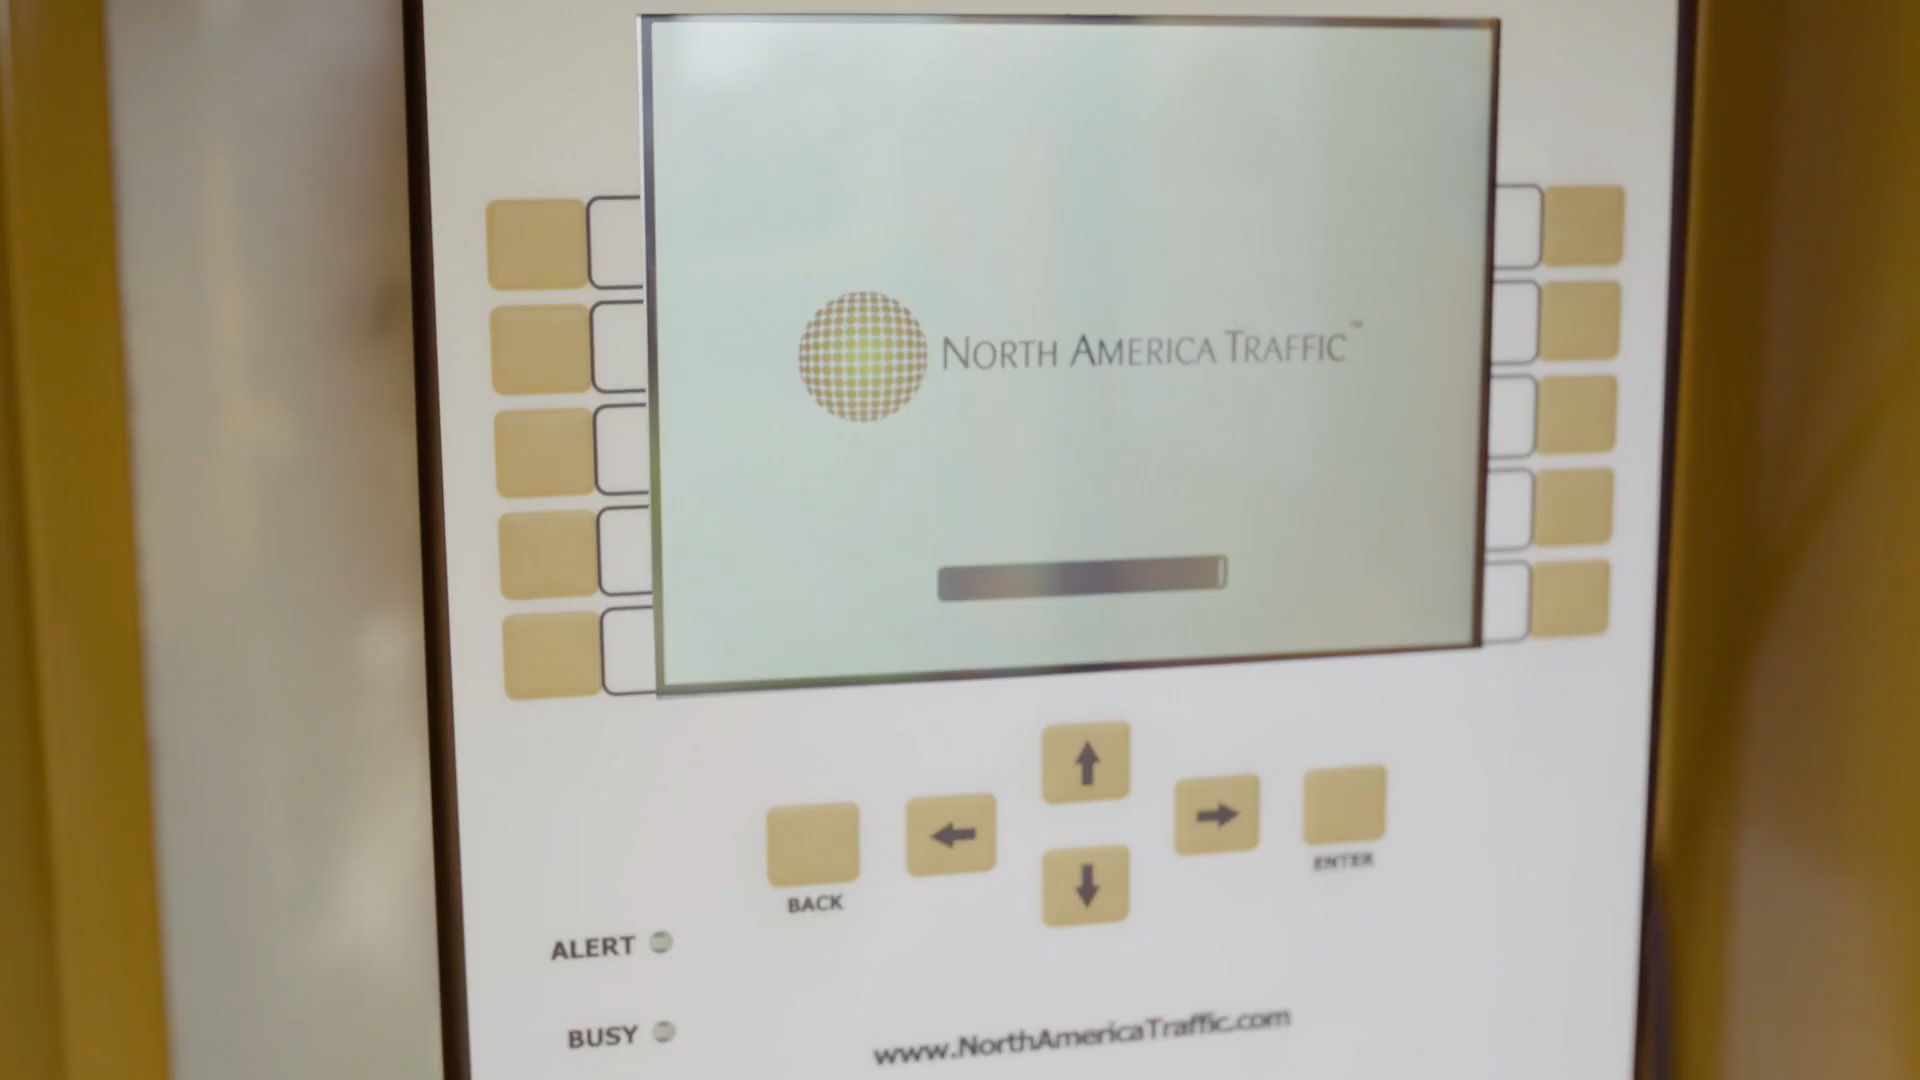 NORTH AMERICA TRAFFIC™
BACK
ENTER
ALERT
BUSY
www.NorthAmericaTraffic.com